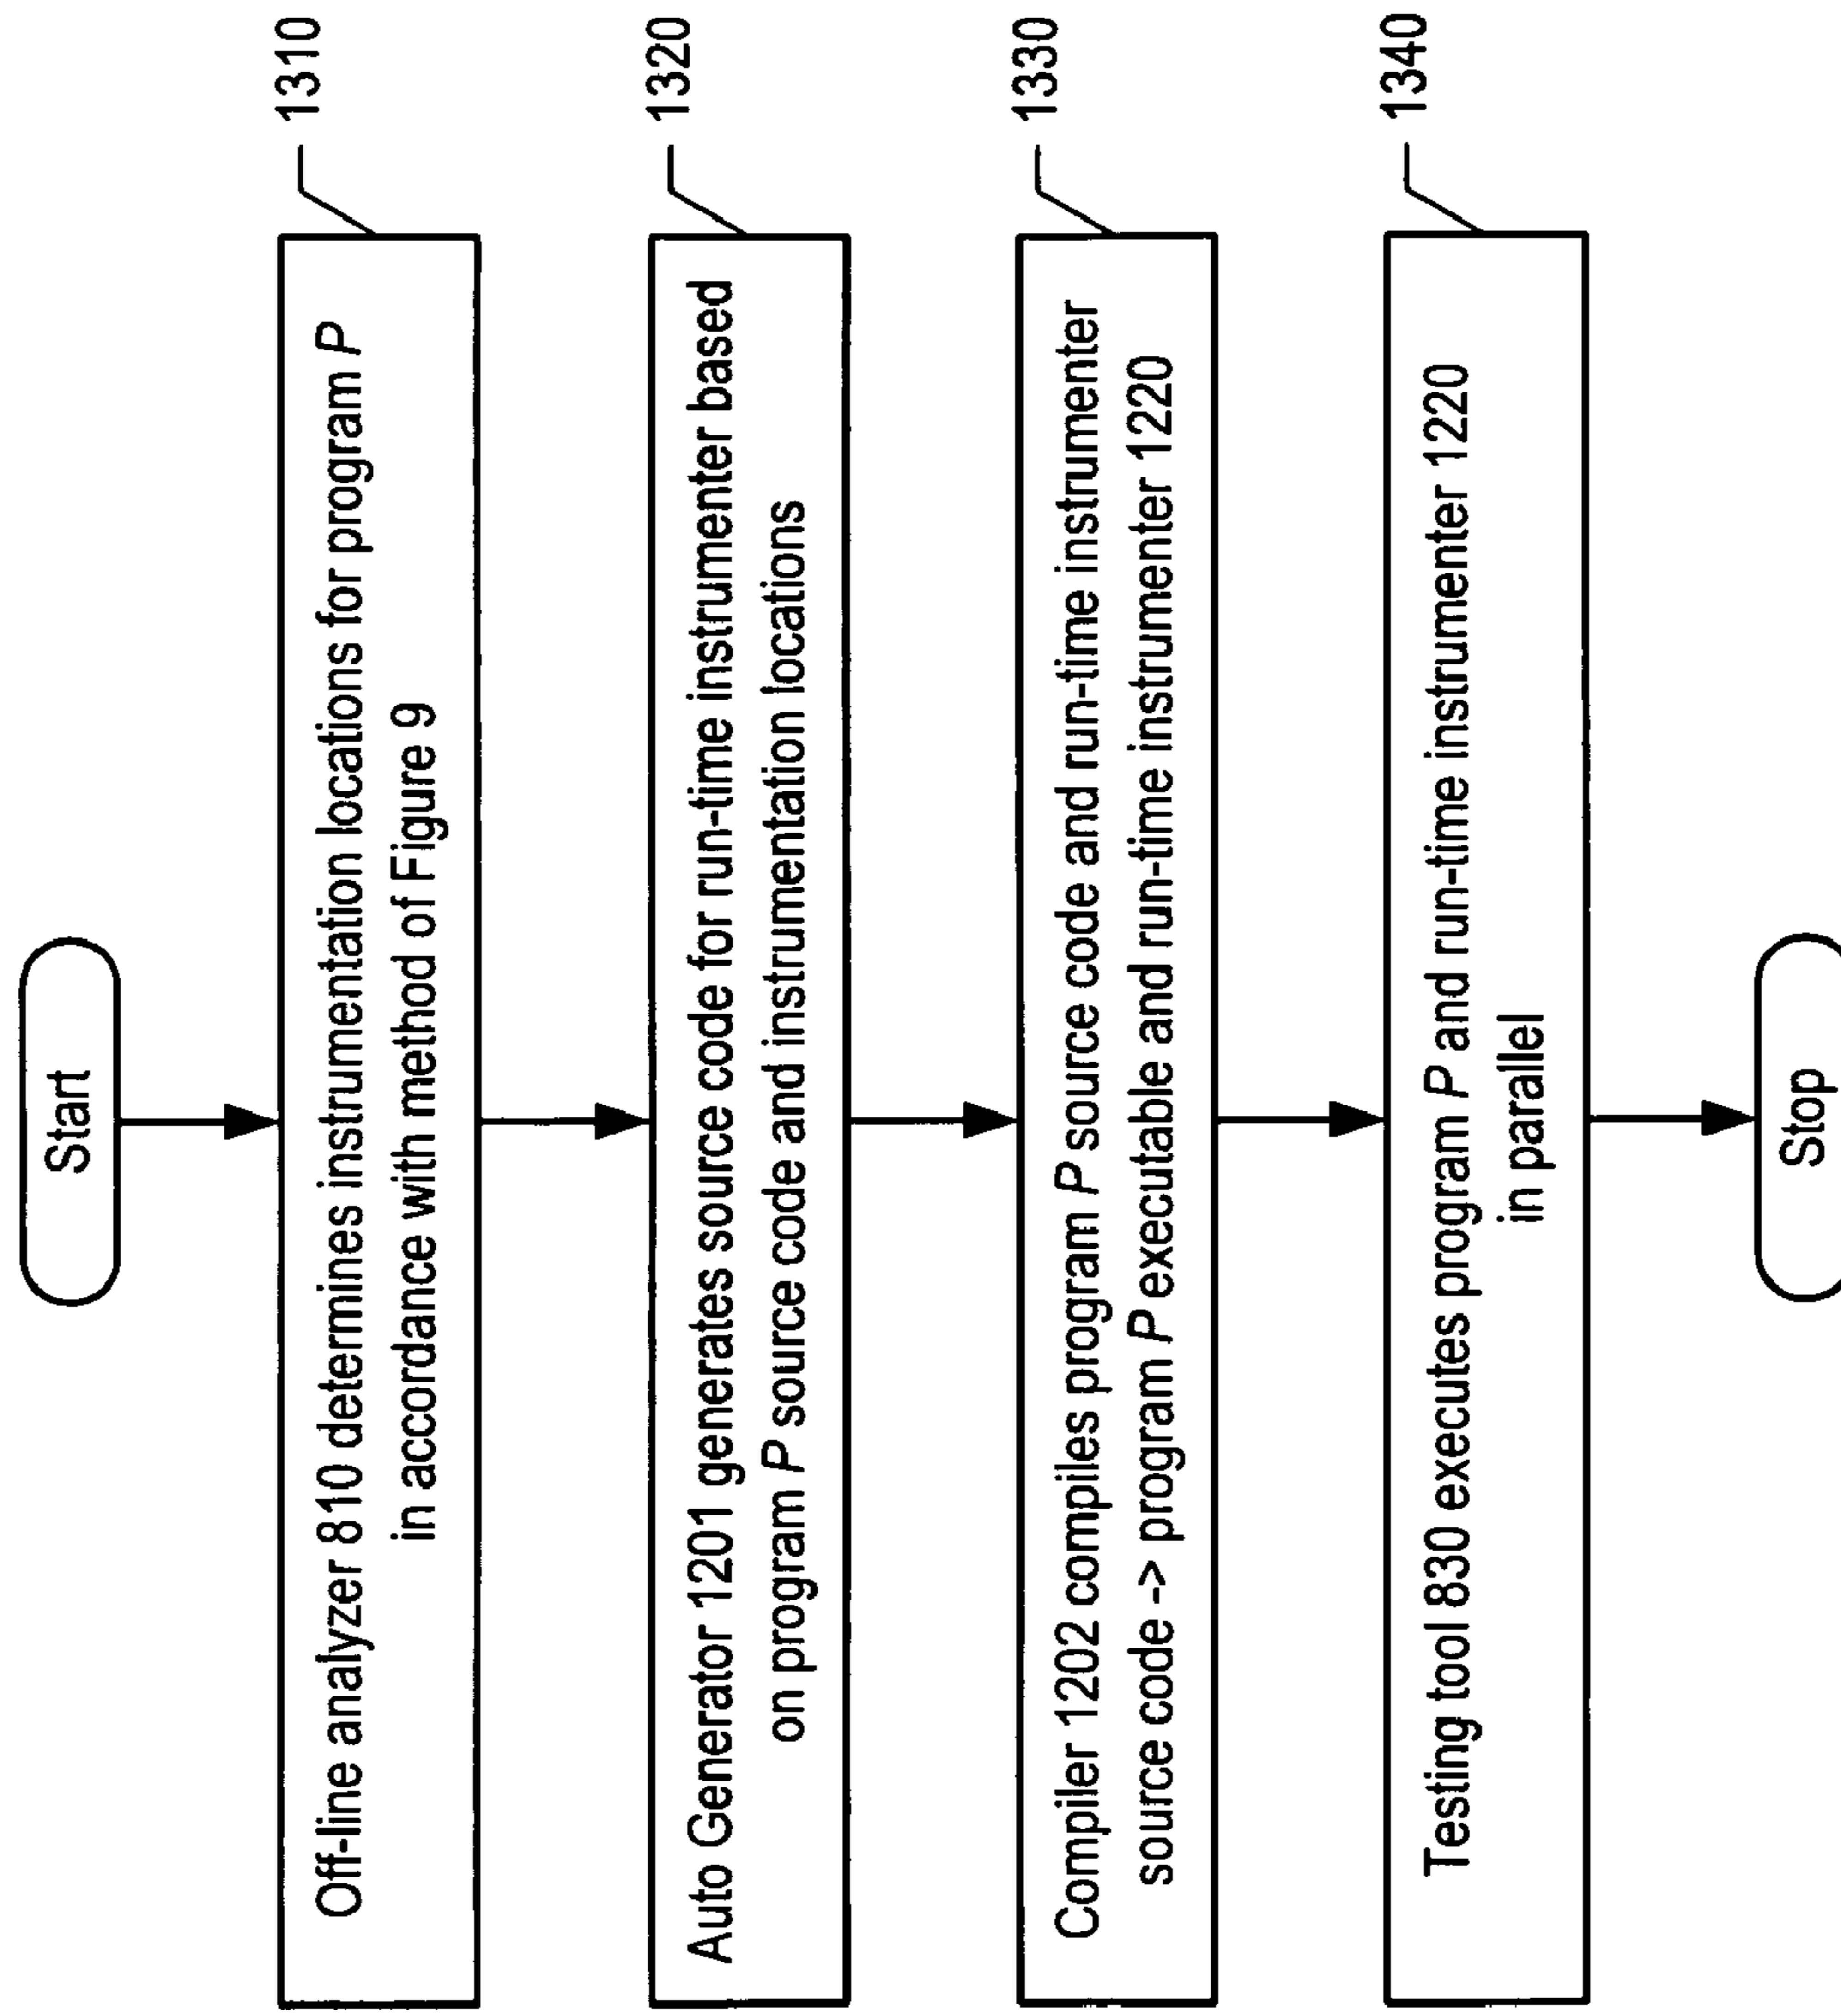 Start
1310
Off-line analyzer 810 determines instrumentation locations for program P
in accordance with method of Figure 9
1320
Auto Generator 1201 generates source code for run-time instrumenter based
on program P source code and instrumentation locations
1330
Compiler 1202 compiles program P source code and run-time instrumenter
source code -> program P executable and run-time instrumenter 1220
1340
Testing tool 830 executes program P and run-time instrumenter 1220
in parallel
Stop